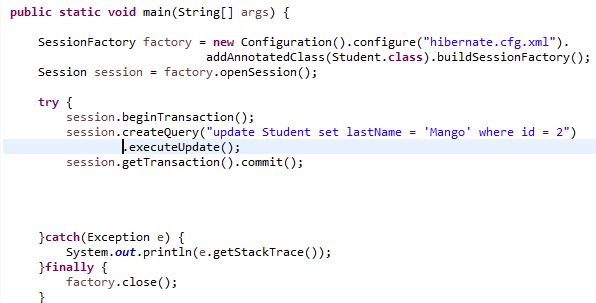 public static void main(String[] args) {
SessionFactory factory = new Configuration().configure("hibernate.cfg.xml").
addAnnotatedClass(Student.class).buildSessionFactory();
Session session = factory.openSession();
try {
session.beginTransaction();
session.createQuery("update Student set lastName = 'Mango' where id = 2")
.executeUpdate();
session.getTransaction().commit();
}catch(Exception e) {
System.out.println(e.getStackTrace());
}finally {
factory.close();
}